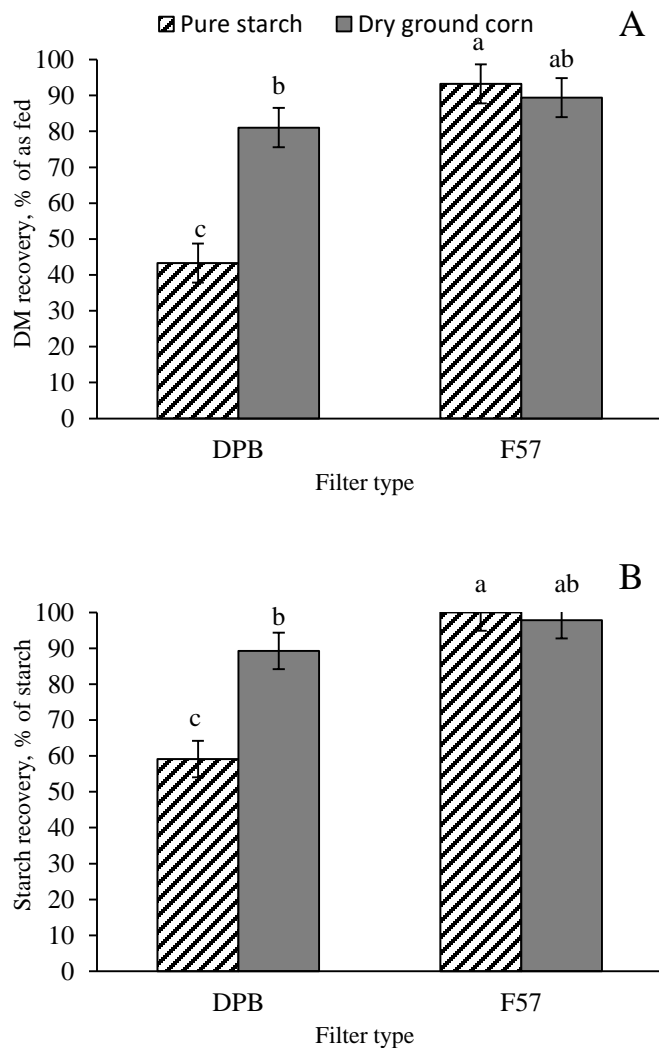 Pure starch Dry ground corn
A
DM recovery, % of as fed
100
90
80
70
60
50
40
30
20
10
0
c
b
a
ab
DPB F57
Filter type
B
Starch recovery, % of starch
100
90
80
70
60
50
40
30
20
10
0
c
b
a
ab
DPB F57
Filter type